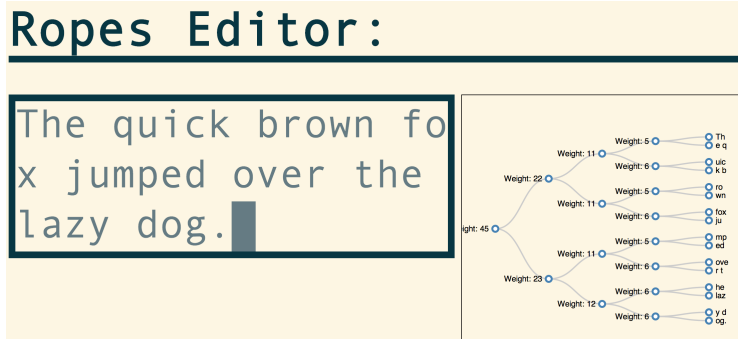 Ropes Editor:
The quick brown fo
x jumped over the
lazy dog.
ight: 45
Weight: 22
Weight: 23
Weight: 11
Weight: 11
Weight: 11
Weight: 12
Weight: 5
Weight: 6
Weight: 5
Weight: 6
Weight: 5
Weight: 6
Weight: 6
Weight: 6
Th
e q
uic
k b
ro
wn
fox
ju
mp
ed
ove
r t
he
laz
y d
og.